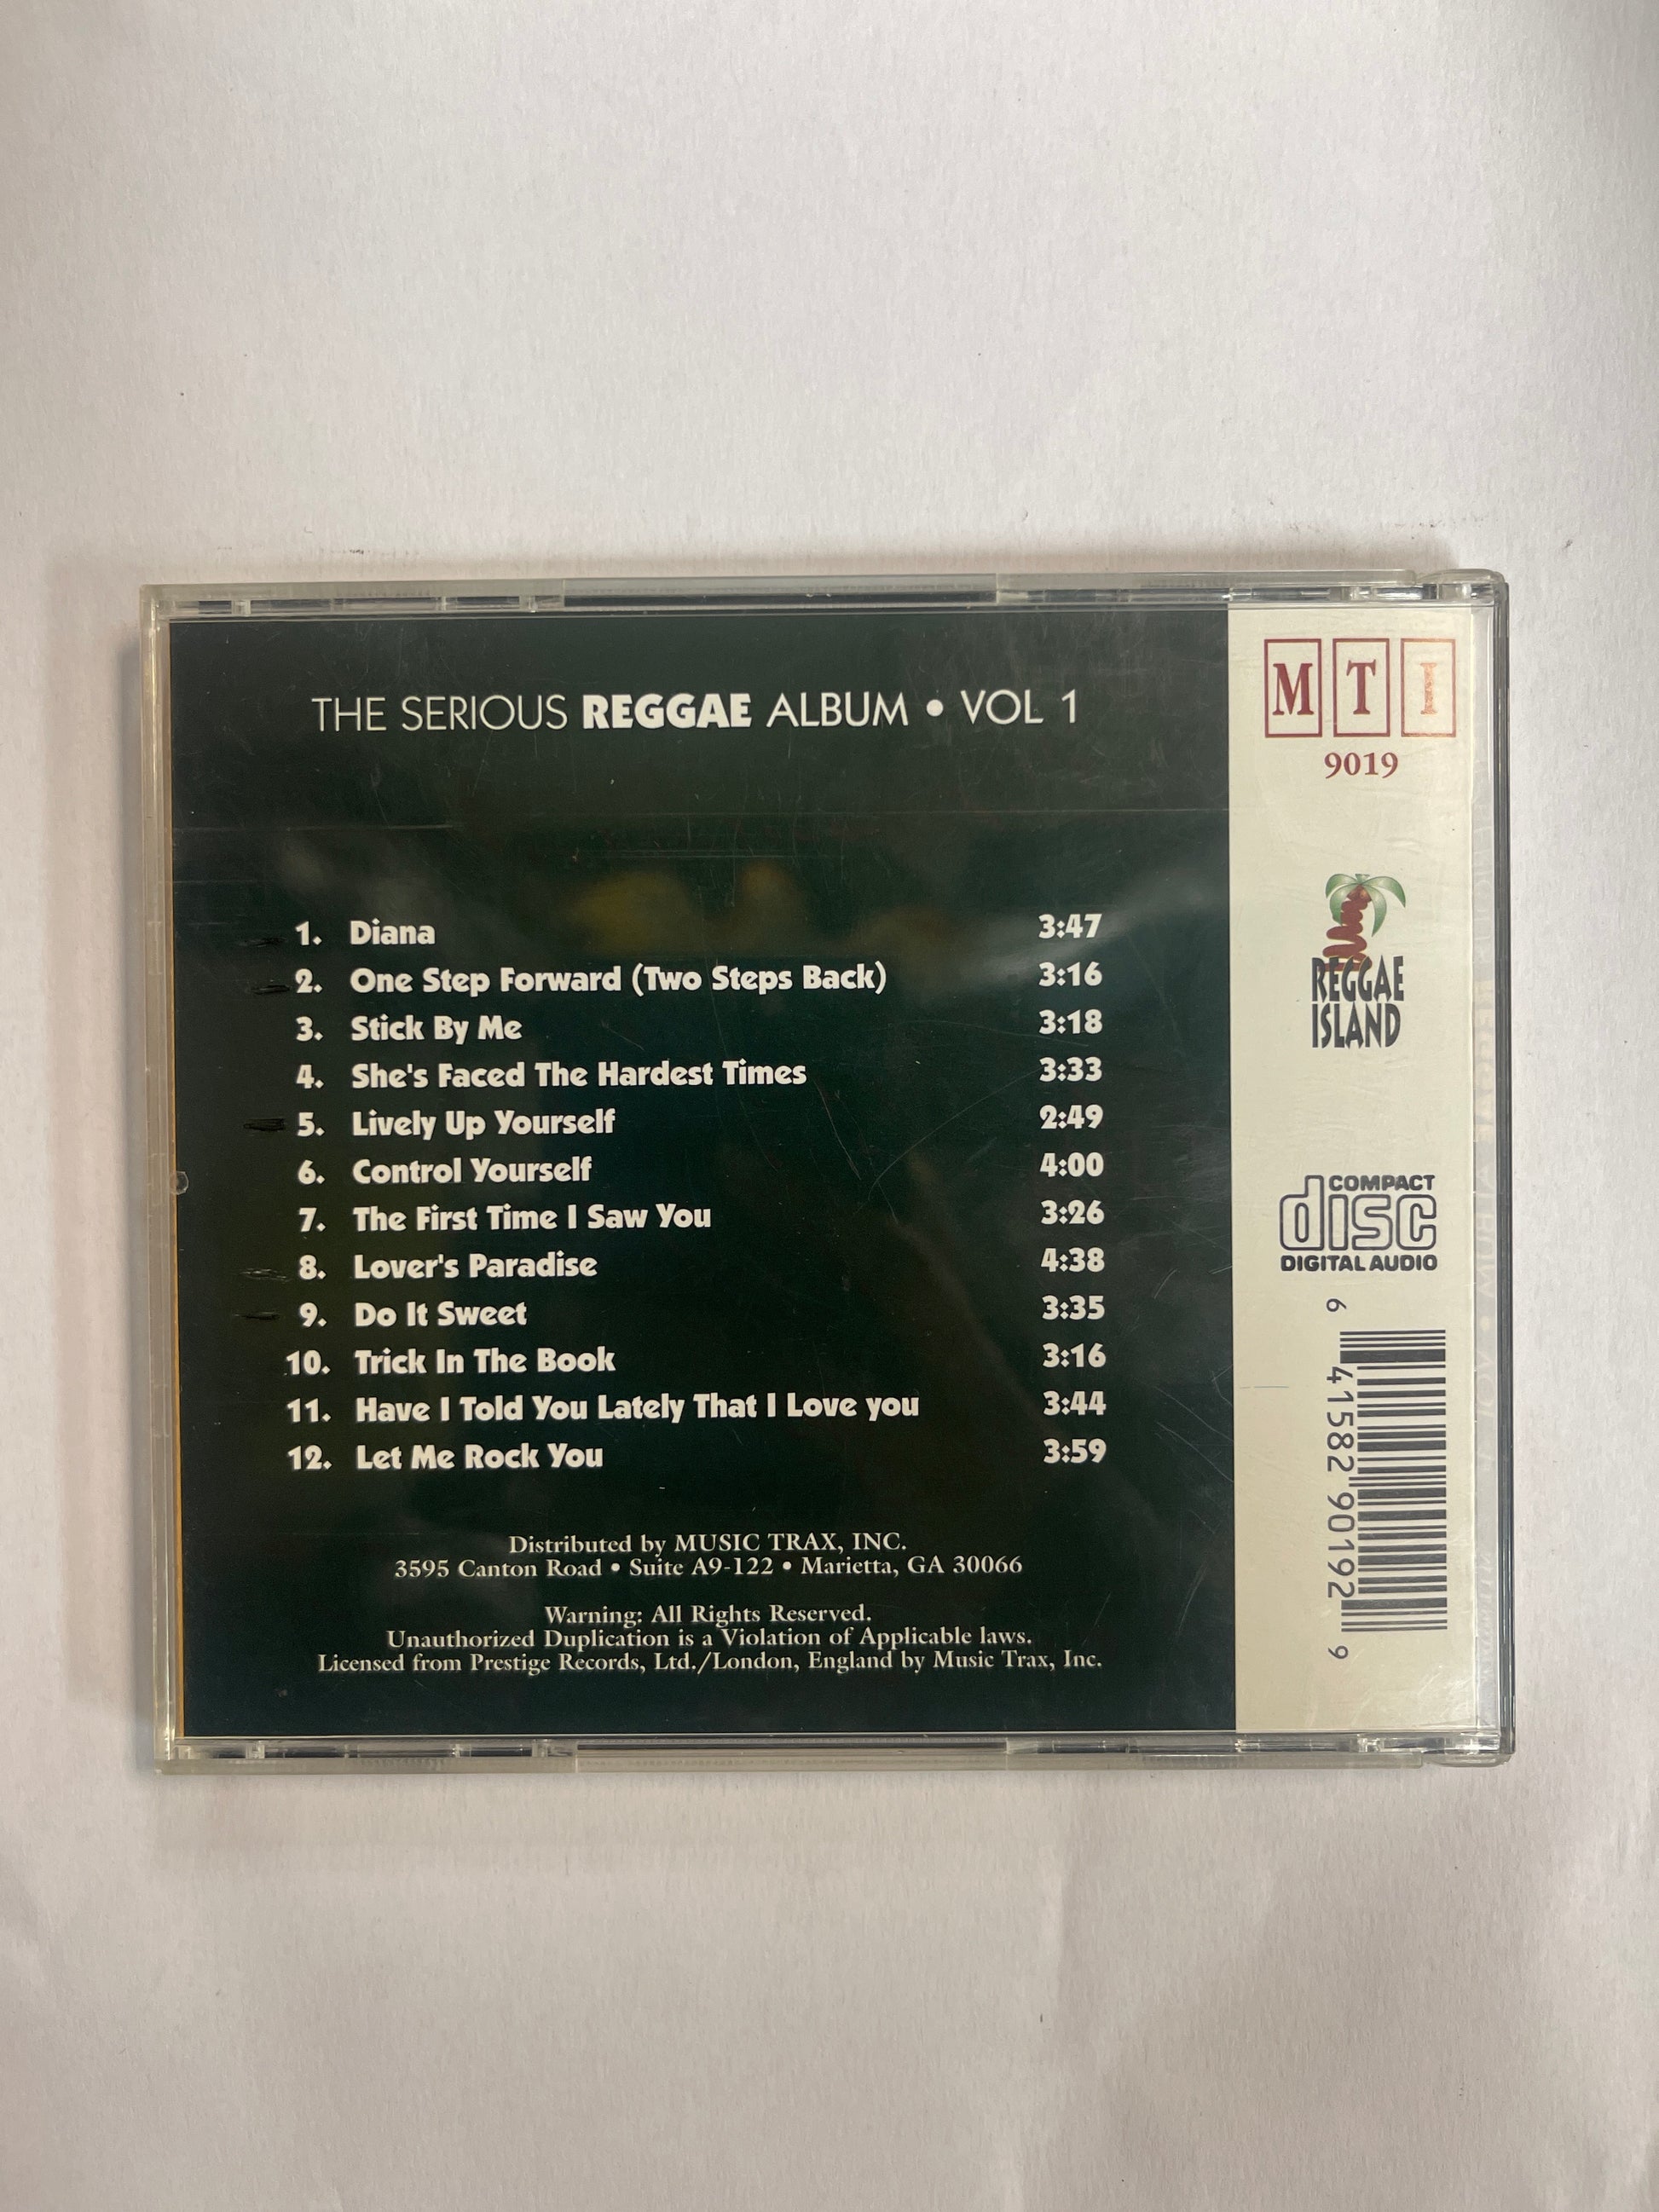 THE SERIOUS REGGAE ALBUM • VOL 1
1. Diana 3:47
2. One Step Forward (Two Steps Back) 3:16
3. Stick By Me 3:18
4. She's Faced The Hardest Times 3:33
5. Lively Up Yourself 2:49
6. Control Yourself 4:00
7. The First Time I Saw You 3:26
8. Lover's Paradise 4:38
9. Do It Sweet 3:35
10. Trick In The Book 3:16
11. Have I Told You Lately That I Love you 3:44
12. Let Me Rock You 3:59
Distributed by MUSIC TRAX, INC.
3595 Canton Road • Suite A9-122 • Marietta, GA 30066
Warning: All Rights Reserved.
Unauthorized Duplication is a Violation of Applicable laws.
Licensed from Prestige Records, Ltd./London, England by Music Trax, Inc.
MTI
9019
REGGAE
ISLAND
COMPACT
disc
DIGITAL AUDIO
6 41582 90192 9